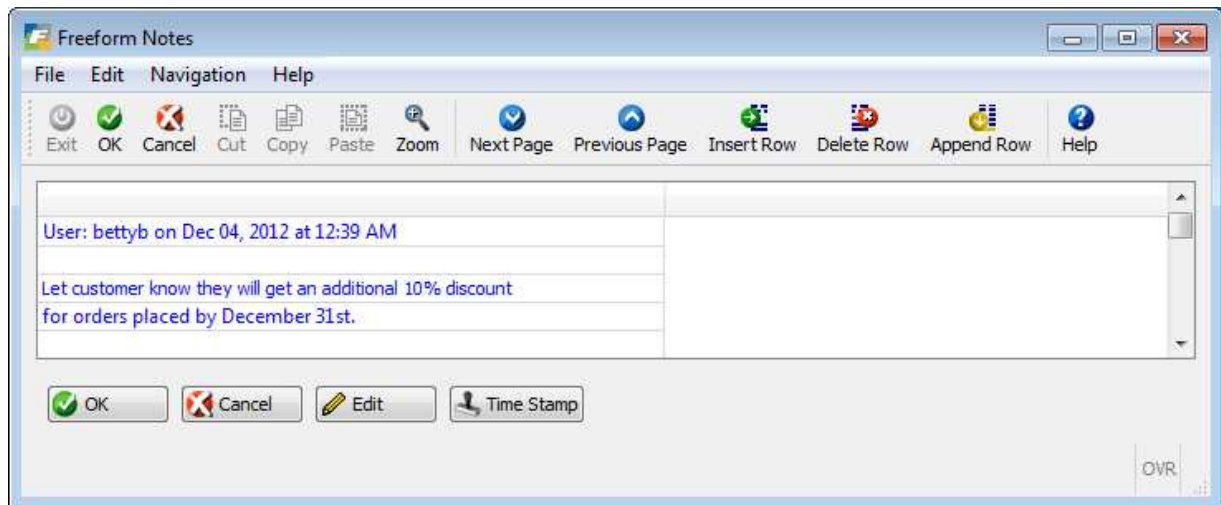 Freeform Notes
File Edit Navigation Help
Exit OK Cancel Cut Copy Paste Zoom Next Page Previous Page Insert Row Delete Row Append Row Help
User: bettyb on Dec 04, 2012 at 12:39 AM
Let customer know they will get an additional 10% discount
for orders placed by December 31st.
OK Cancel Edit Time Stamp
OVR